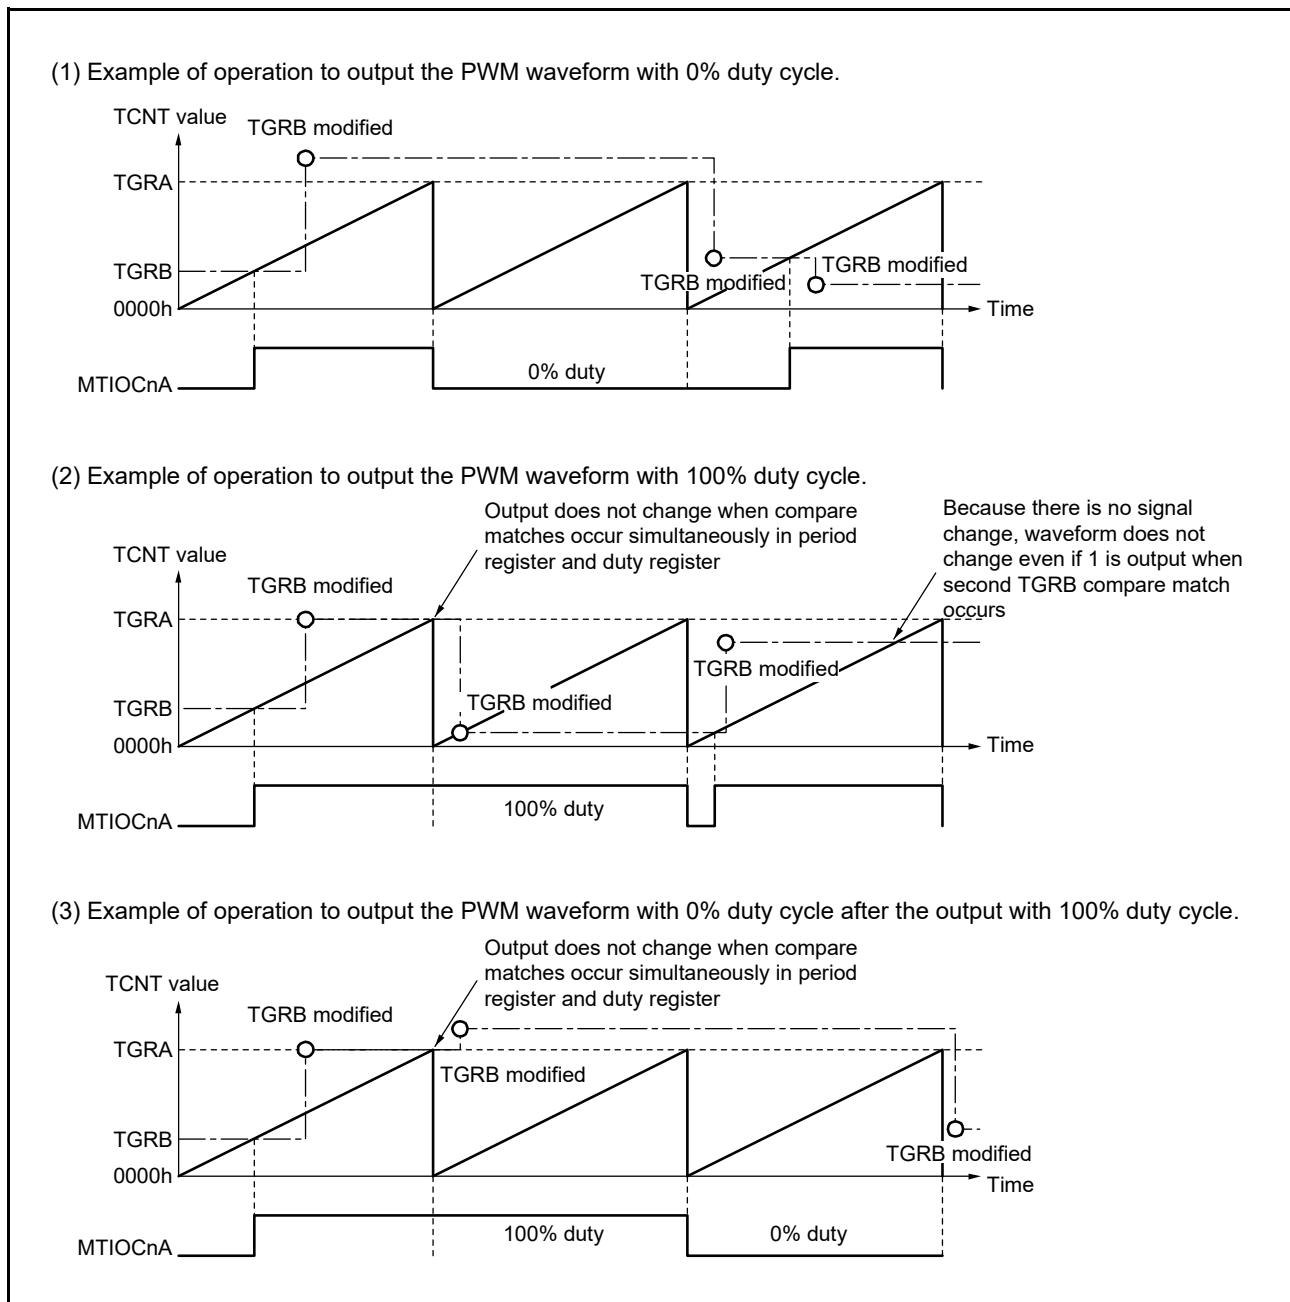 (1) Example of operation to output the PWM waveform with 0% duty cycle.
TCNT value
TGRB modified
TGRA
TGRB
TGRB modified
TGRB modified
0000h
Time
0% duty
MTIOCnA
(2) Example of operation to output the PWM waveform with 100% duty cycle.
Output does not change when compare
matches occur simultaneously in period
register and duty register
Because there is no signal
change, waveform does not
change even if 1 is output when
second TGRB compare match
occurs
TCNT value
TGRB modified
TGRA
TGRB modified
TGRB modified
TGRB
0000h
Time
100% duty
MTIOCnA
(3) Example of operation to output the PWM waveform with 0% duty cycle after the output with 100% duty cycle.
Output does not change when compare
matches occur simultaneously in period
register and duty register
TCNT value
TGRB modified
TGRA
TGRB modified
TGRB
TGRB modified
0000h
Time
100% duty
0% duty
MTIOCnA